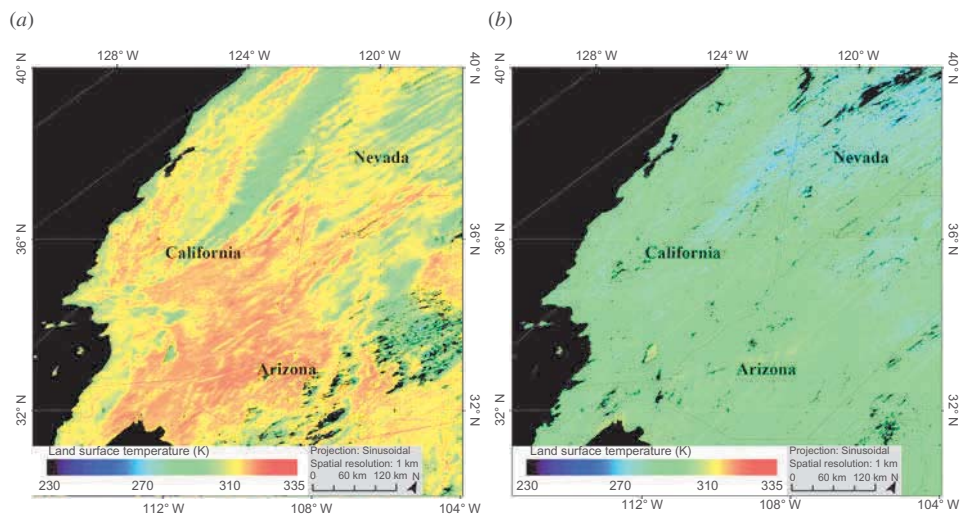 (a)
(b)
128° W 124° W 120° W
128° W 124° W 120° W
40° N
40° N
40° N
40° N
Nevada
Nevada
36° N
36° N
36° N
36° N
California
California
Arizona
Arizona
32° N
32° N
32° N
32° N
Land surface temperature (K)
230 270 310 335
Projection: Sinusoidal
Spatial resolution: 1 km
0 60 km 120 km N
Land surface temperature (K)
230 270 310 335
Projection: Sinusoidal
Spatial resolution: 1 km
0 60 km 120 km N
112° W 108° W 104° W
112° W 108° W 104° W